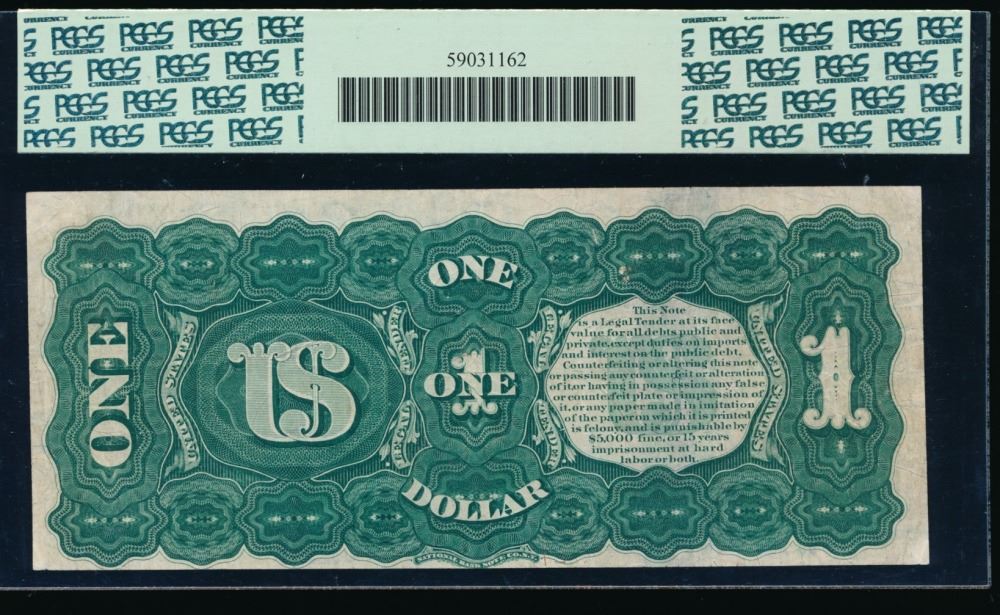 PCGS CURRENCY
59031162
ONE
UNITED STATES
US
LEGAL TENDER
ONE
1
ONE
DOLLAR
LEGAL TENDER
This Note
is a Legal Tender at its face
value for all debts public and
private, except duties on imports
and interest on the public debt.
Counterfeiting or altering this note
or passing any counterfeit or alteration
of it, or having in possession any false
or counterfeit plate or impression of
it, or any paper made in imitation
of the paper on which it is printed
is felony, and is punishable by
$5,000 fine, or 15 years
imprisonment at hard
labor or both.
UNITED STATES
1
NATIONAL BANK NOTE CO. N.Y.